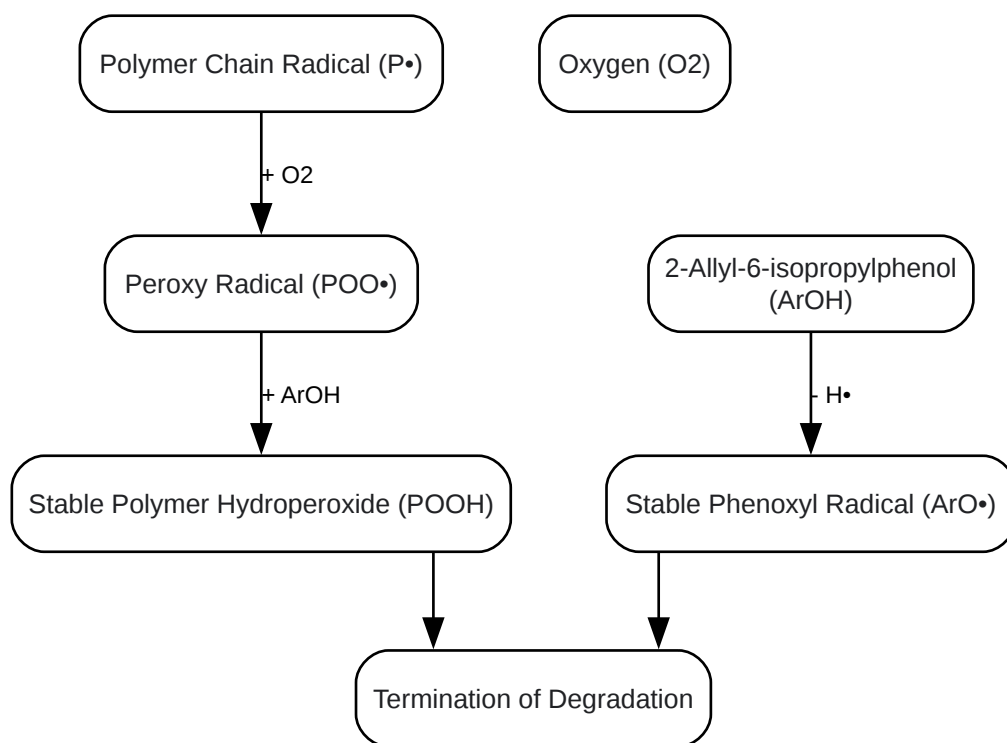 Polymer Chain Radical (P•)
Oxygen (O2)
+ O2
Peroxy Radical (POO•)
2-Allyl-6-isopropylphenol
(ArOH)
+ ArOH
- H•
Stable Polymer Hydroperoxide (POOH)
Stable Phenoxyl Radical (ArO•)
Termination of Degradation